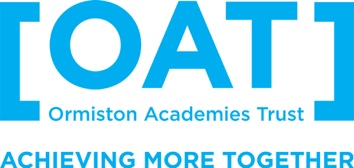 [OAT]
Ormiston Academies Trust
ACHIEVING MORE TOGETHER